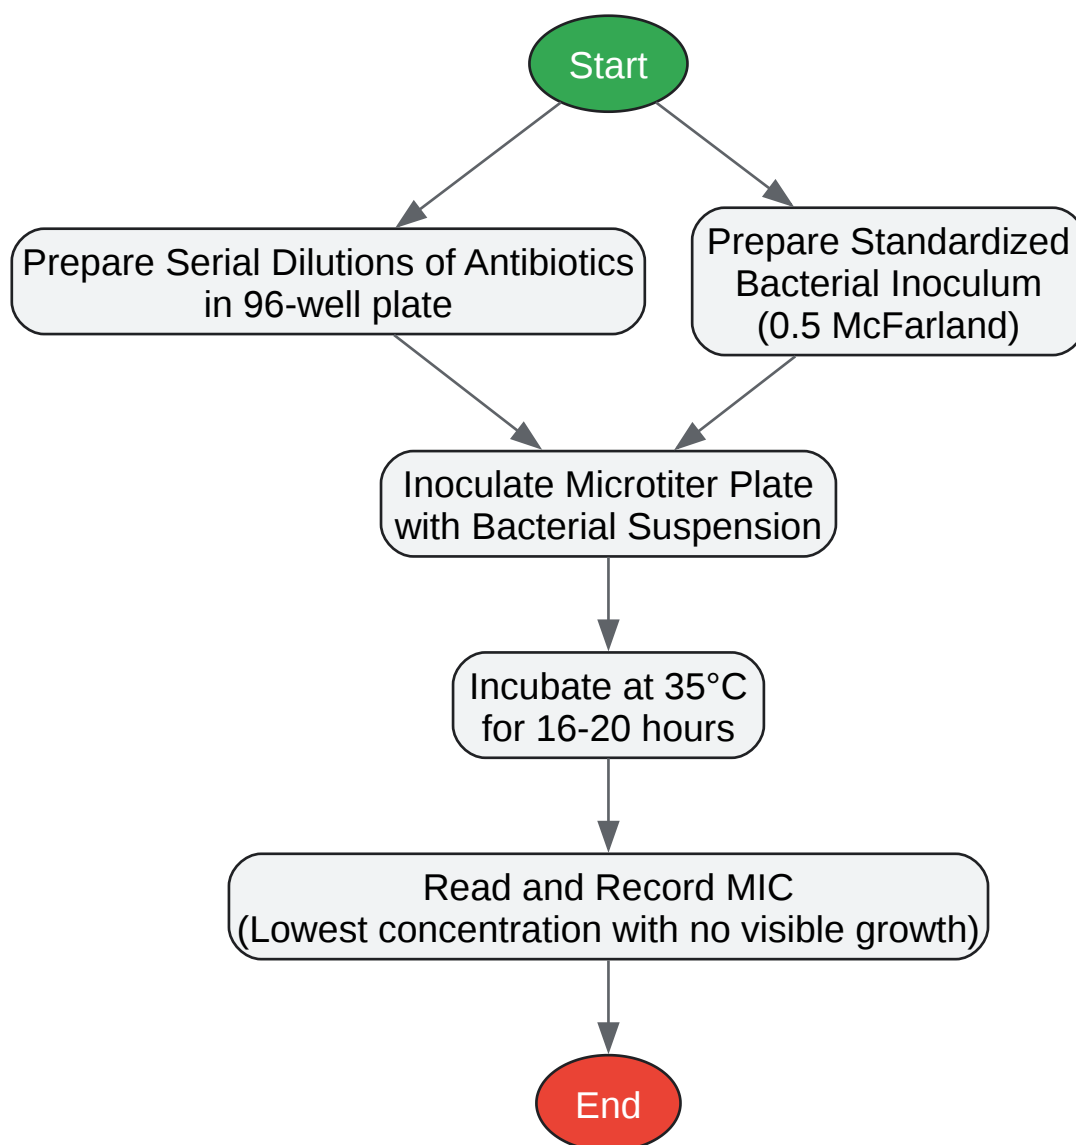 Start
Prepare Serial Dilutions of Antibiotics
in 96-well plate
Prepare Standardized
Bacterial Inoculum
(0.5 McFarland)
Inoculate Microtiter Plate
with Bacterial Suspension
Incubate at 35°C
for 16-20 hours
Read and Record MIC
(Lowest concentration with no visible growth)
End